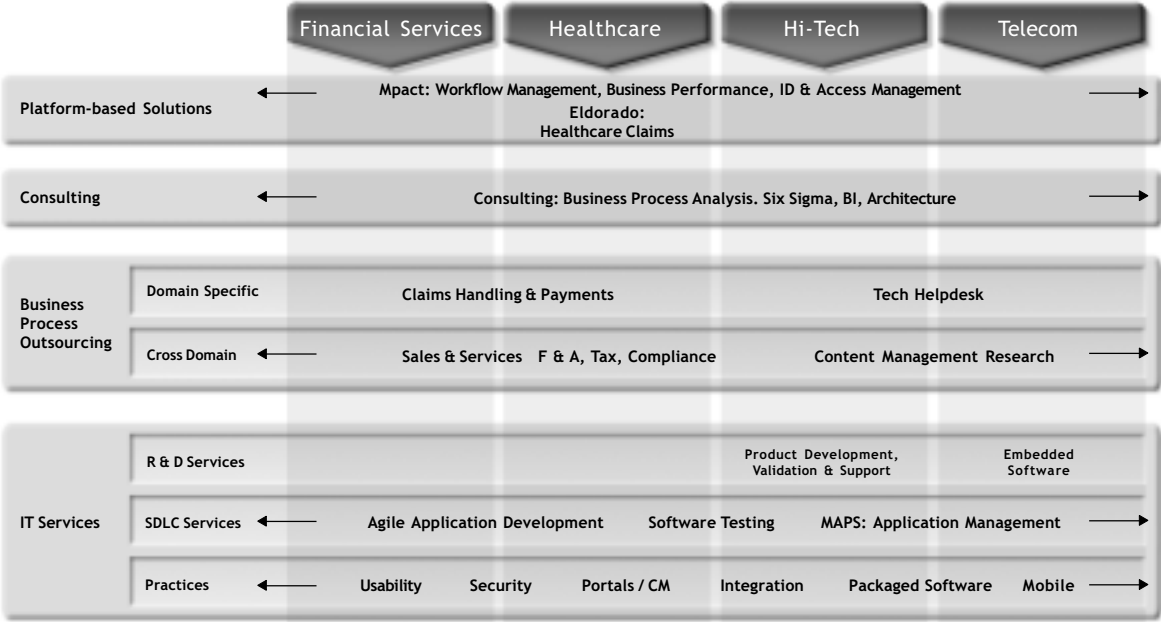 Financial Services Healthcare Hi-Tech Telecom
Platform-based Solutions
Mpact: Workflow Management, Business Performance, ID & Access Management
Eldorado:
Healthcare Claims
Consulting
Consulting: Business Process Analysis. Six Sigma, BI, Architecture
Business
Process
Outsourcing
Domain Specific
Claims Handling & Payments
Tech Helpdesk
Cross Domain
Sales & Services F & A, Tax, Compliance
Content Management Research
IT Services
R & D Services
Product Development,
Validation & Support
Embedded
Software
SDLC Services
Agile Application Development
Software Testing
MAPS: Application Management
Practices
Usability
Security
Portals / CM
Integration
Packaged Software
Mobile